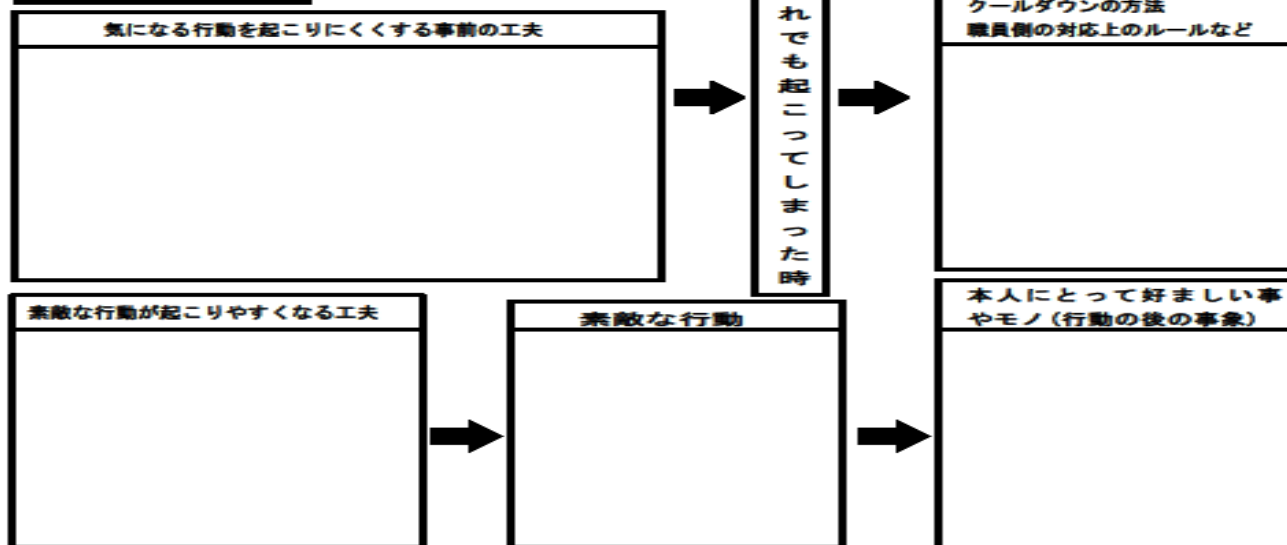 気になる行動を起こりにくくする事前の工夫
れでも起こってしまった時
クールダウンの方法
職員側の対応上のルールなど
素敵な行動が起こりやすくなる工夫
素敵な行動
本人にとって好ましい事
やモノ(行動の後の事象)